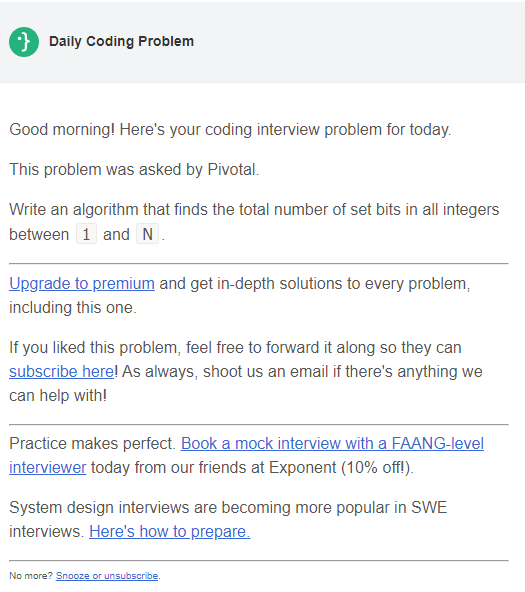 Daily Coding Problem
Good morning! Here's your coding interview problem for today.
This problem was asked by Pivotal.
Write an algorithm that finds the total number of set bits in all integers
between 1 and N.
Upgrade to premium and get in-depth solutions to every problem,
including this one.
If you liked this problem, feel free to forward it along so they can
subscribe here! As always, shoot us an email if there's anything we
can help with!
Practice makes perfect. Book a mock interview with a FAANG-level
interviewer today from our friends at Exponent (10% off!).
System design interviews are becoming more popular in SWE
interviews. Here's how to prepare.
No more? Snooze or unsubscribe.